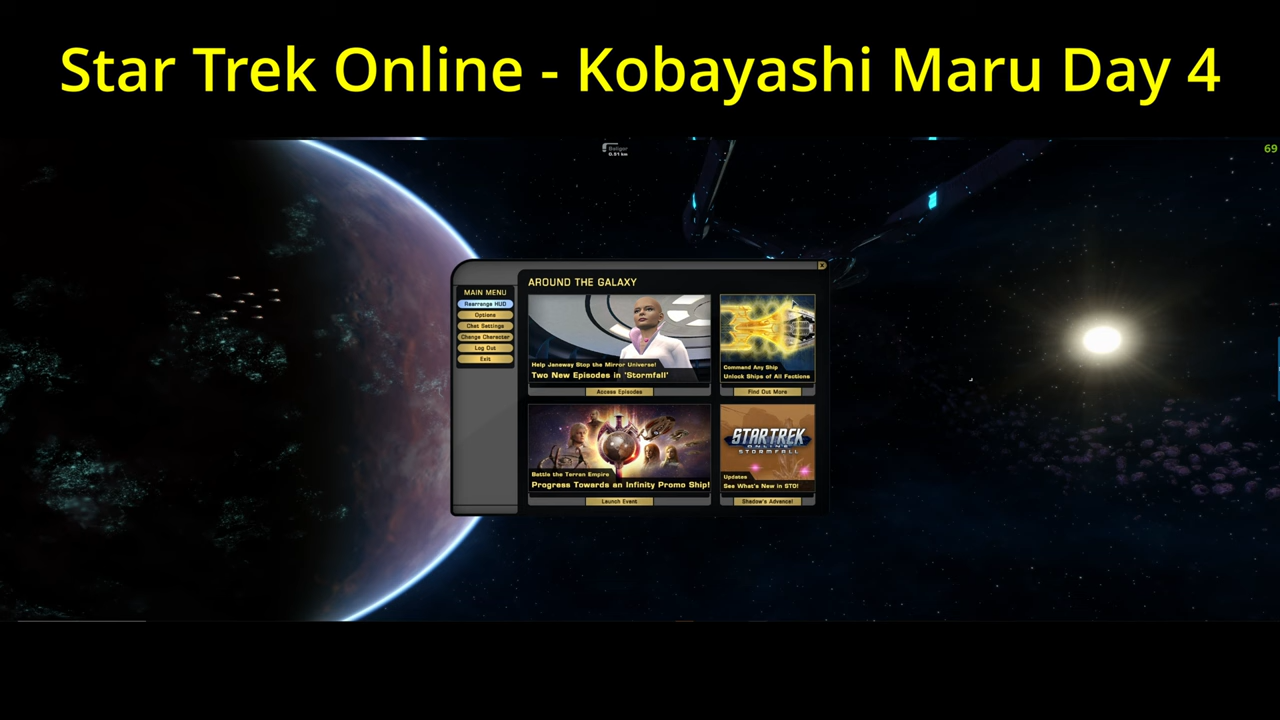 Star Trek Online - Kobayashi Maru Day 4
69
0.51 km
AROUND THE GALAXY
MAIN MENU
Rearrange HUD
Options
Chat Settings
Change Character
Log Out
Exit
Help Janeway Stop the Mirror Universe!
Two New Episodes in 'Stormfall'
Access Episodes
Command Any Ship
Unlock Ships of All Factions
Find Out More
Battle the Terran Empire
Progress Towards an Infinity Promo Ship!
Launch Event
STAR TREK
ONLINE
STORMFALL
Updates
See What's New in STO!
Shadow's Advance!